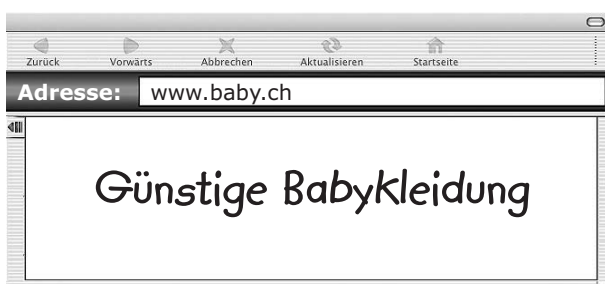 Zurück Vorwärts Abbrechen Aktualisieren Startseite
Adresse: www.baby.ch
Günstige Babykleidung